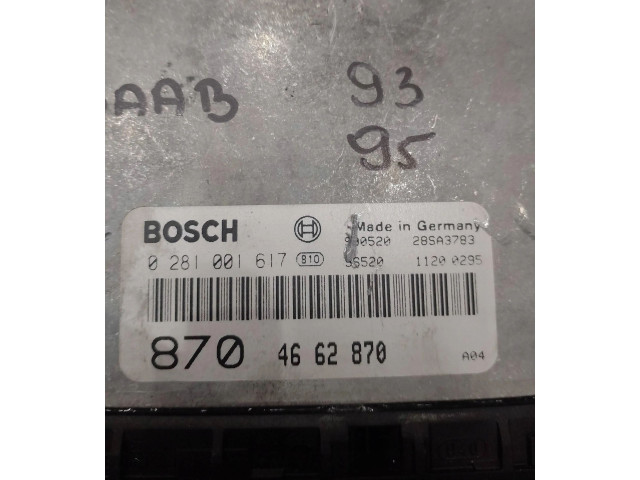 AAB 93
95
BOSCH Made in Germany
0 281 001 617 810 28SA3783
1120 0295
870 46 62 870 A04